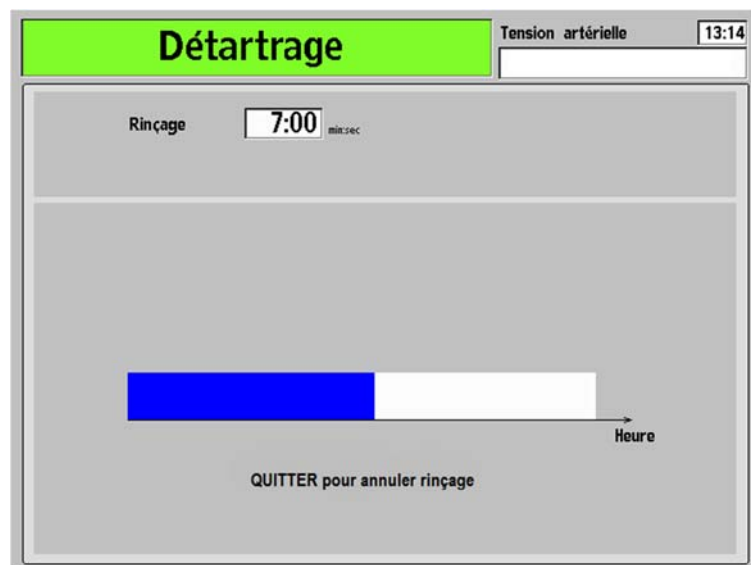 Détartrage
Tension artérielle
13:14
Rinçage 7:00 min:sec
Heure
QUITTER pour annuler rinçage